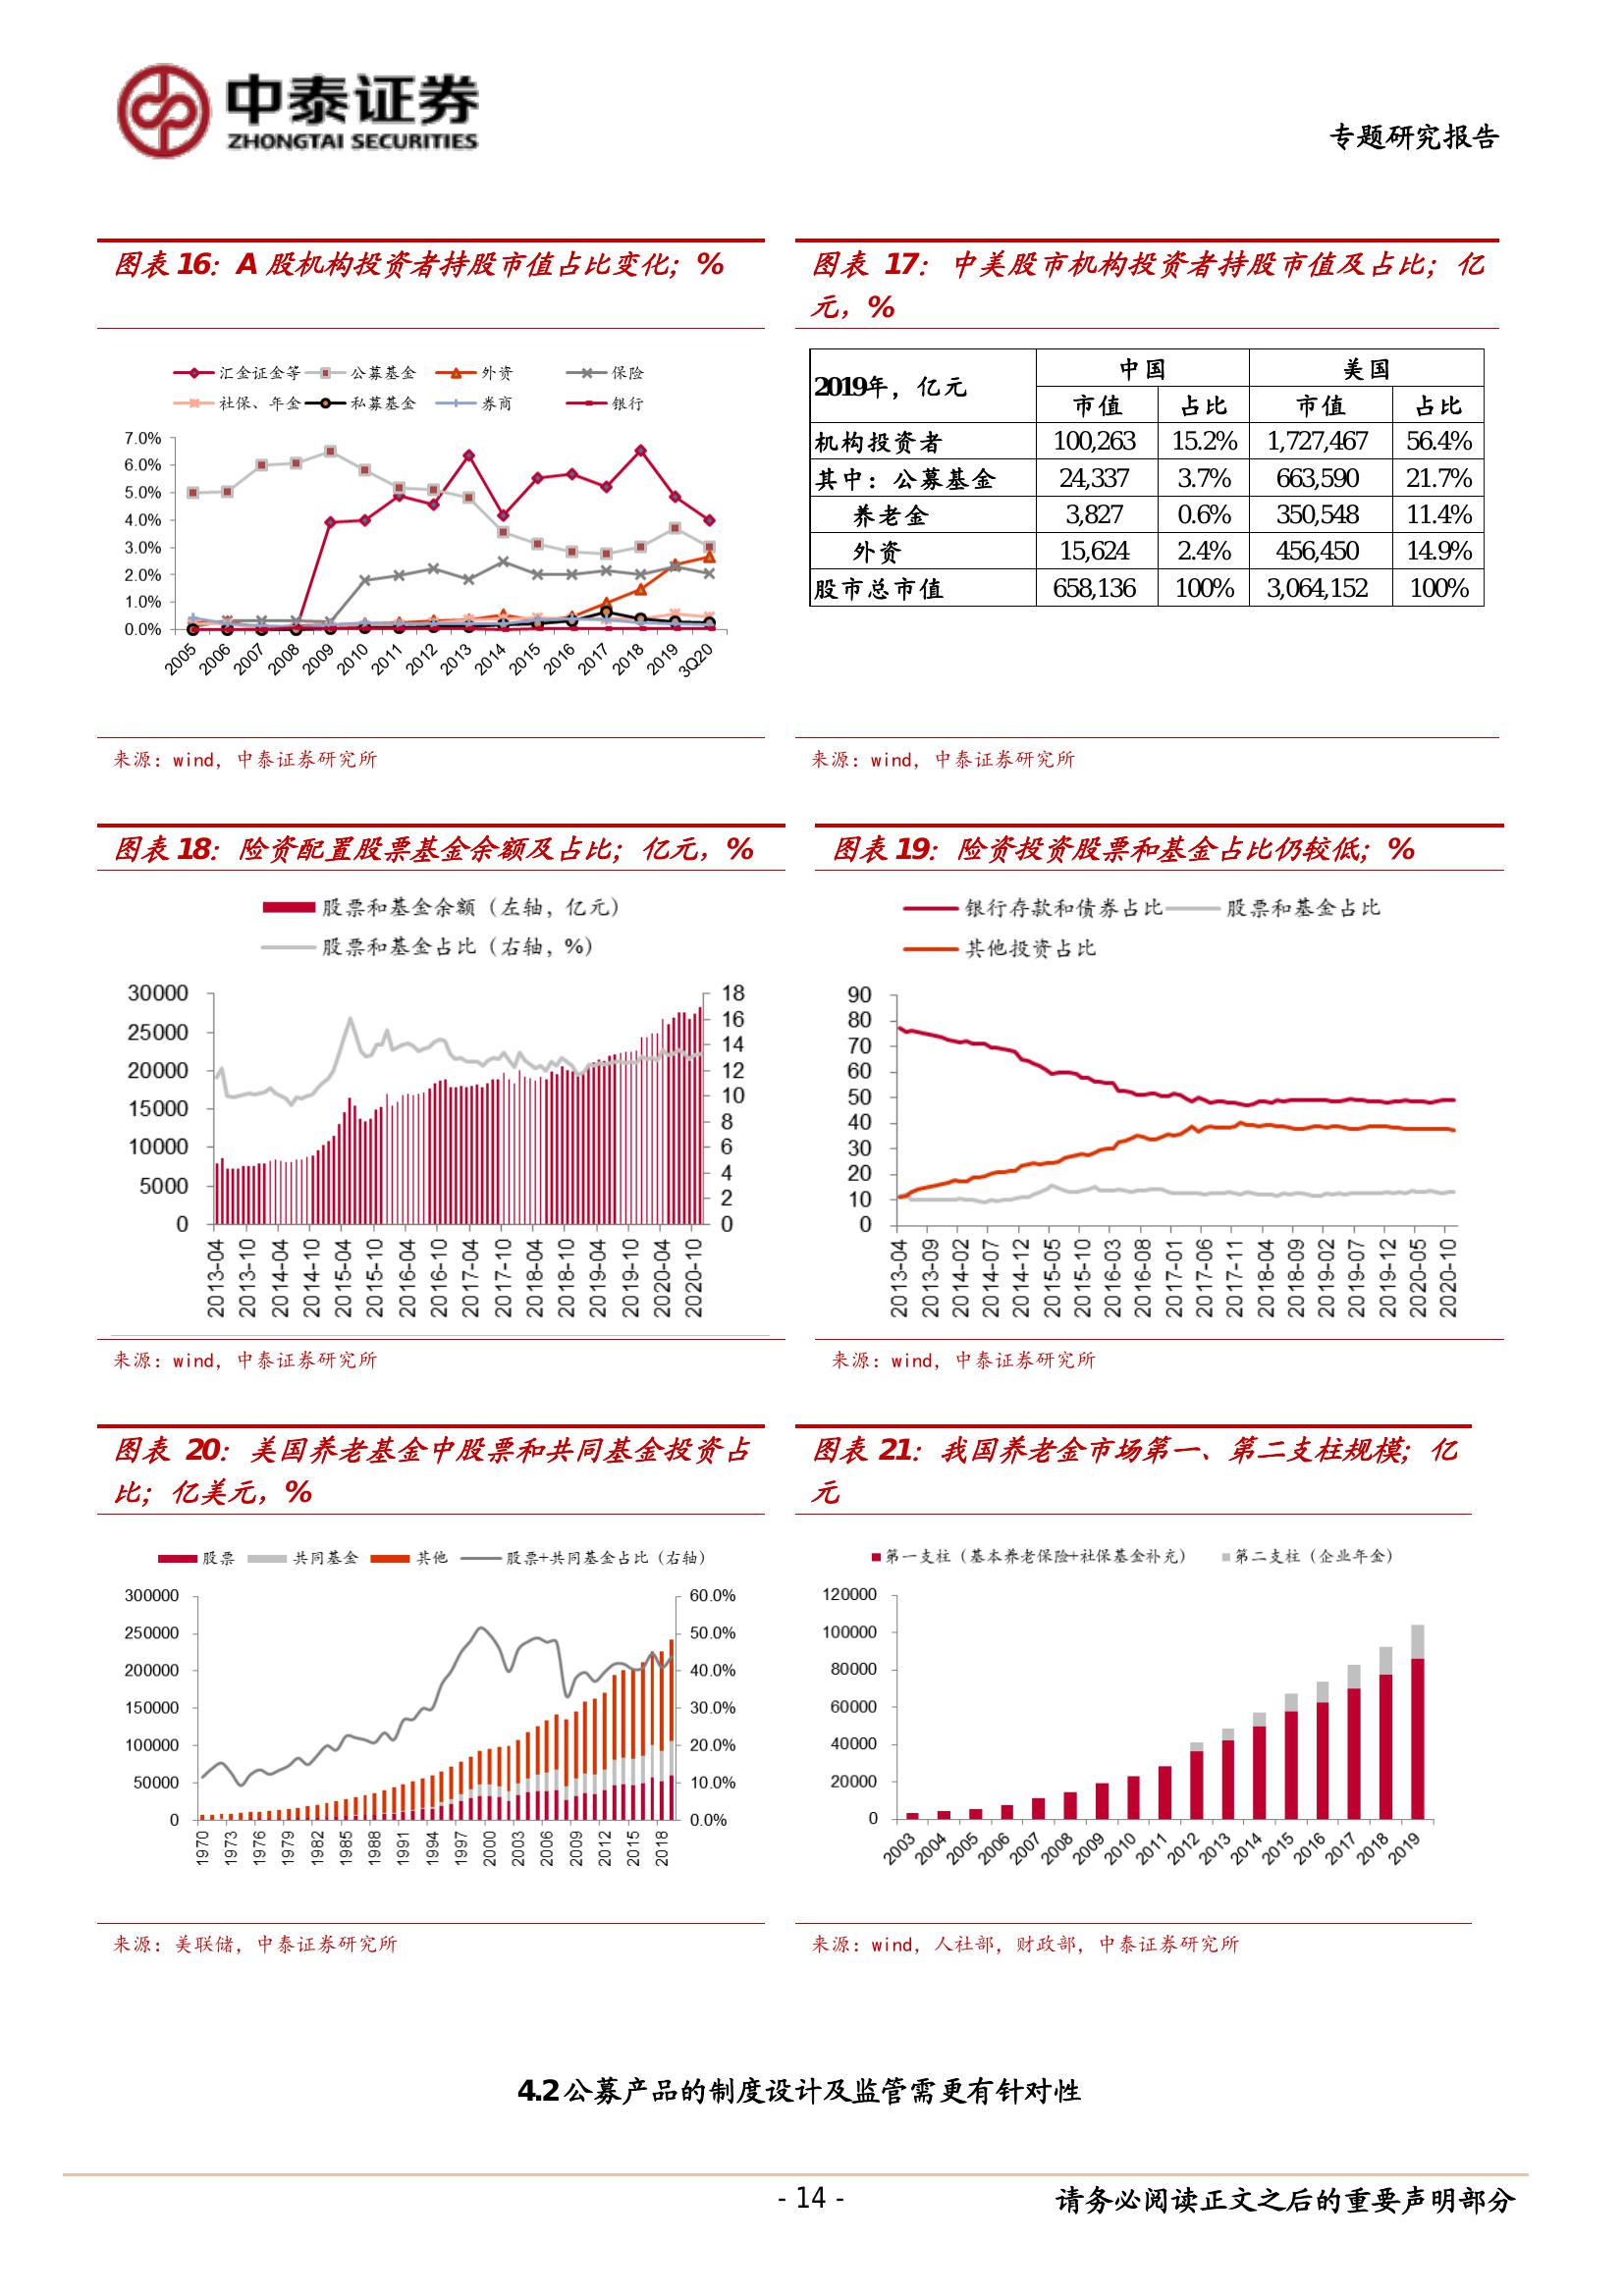 中泰证券
ZHONGTAI SECURITIES
专题研究报告
图表 16：A 股机构投资者持股市值占比变化；%
汇金证金等 公募基金 外资 保险
社保、年金 私募基金 券商 银行
7.0%
6.0%
5.0%
4.0%
3.0%
2.0%
1.0%
0.0%
2005 2006 2007 2008 2009 2010 2011 2012 2013 2014 2015 2016 2017 2018 2019 3Q20
来源：wind，中泰证券研究所
图表 17：中美股市机构投资者持股市值及占比；亿
元，%
2019年，亿元 中国 美国
市值 占比 市值 占比
机构投资者 100,263 15.2% 1,727,467 56.4%
其中：公募基金 24,337 3.7% 663,590 21.7%
养老金 3,827 0.6% 350,548 11.4%
外资 15,624 2.4% 456,450 14.9%
股市总市值 658,136 100% 3,064,152 100%
来源：wind，中泰证券研究所
图表 18：险资配置股票基金余额及占比；亿元，%
股票和基金余额（左轴，亿元）
股票和基金占比（右轴，%）
30000 18
25000 16
20000 14
15000 12
10000 10
5000 8
0 6
4
2
0
2013-04 2013-10 2014-04 2014-10 2015-04 2015-10 2016-04 2016-10 2017-04 2017-10 2018-04 2018-10 2019-04 2019-10 2020-04 2020-10
来源：wind，中泰证券研究所
图表 19：险资投资股票和基金占比仍较低；%
银行存款和债券占比 股票和基金占比
其他投资占比
90
80
70
60
50
40
30
20
10
0
2013-04 2013-09 2014-02 2014-07 2014-12 2015-05 2015-10 2016-03 2016-08 2017-01 2017-06 2017-11 2018-04 2018-09 2019-02 2019-07 2019-12 2020-05 2020-10
来源：wind，中泰证券研究所
图表 20：美国养老基金中股票和共同基金投资占
比；亿美元，%
股票 共同基金 其他 股票+共同基金占比（右轴）
300000 60.0%
250000 50.0%
200000 40.0%
150000 30.0%
100000 20.0%
50000 10.0%
0 0.0%
1970 1973 1976 1979 1982 1985 1988 1991 1994 1997 2000 2003 2006 2009 2012 2015 2018
来源：美联储，中泰证券研究所
图表 21：我国养老金市场第一、第二支柱规模；亿
元
第一支柱（基本养老保险+社保基金补充） 第二支柱（企业年金）
120000
100000
80000
60000
40000
20000
0
2003 2004 2005 2006 2007 2008 2009 2010 2011 2012 2013 2014 2015 2016 2017 2018 2019
来源：wind，人社部，财政部，中泰证券研究所
4.2 公募产品的制度设计及监管需更有针对性
- 14 -
请务必阅读正文之后的重要声明部分